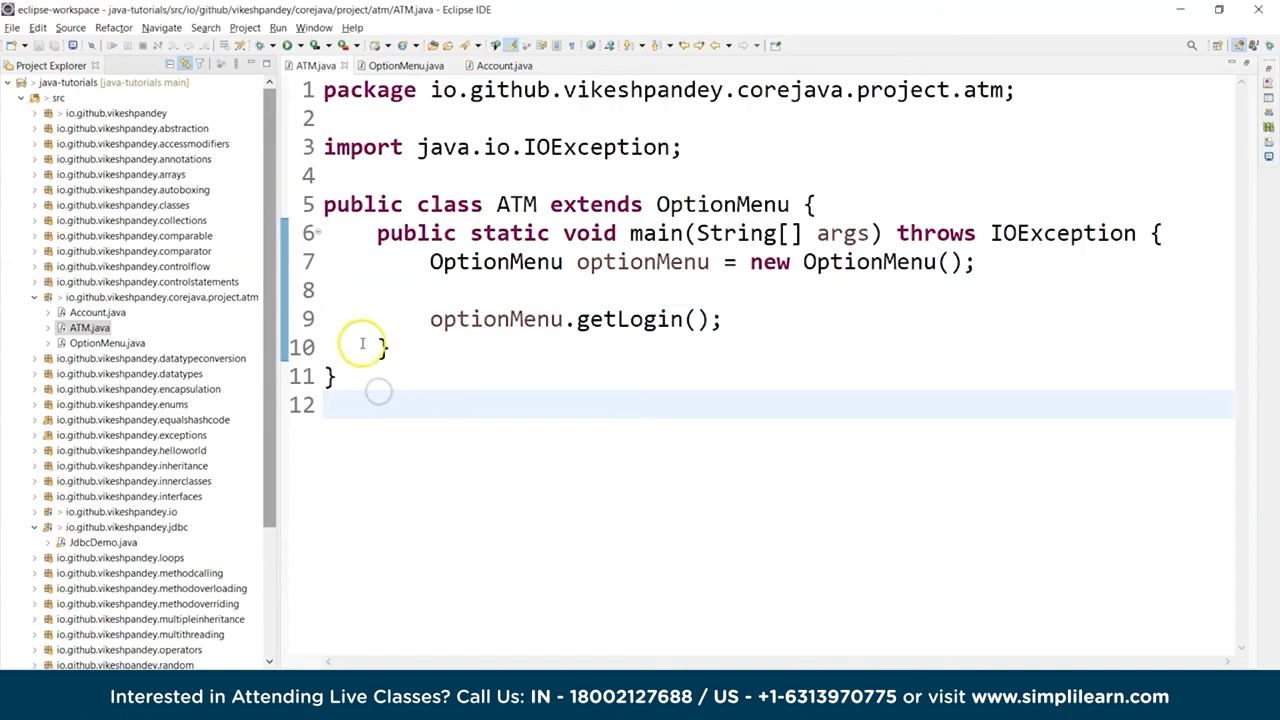 eclipse-workspace - java-tutorials/src/io/github/vikeshpandey/corejava/project/atm/ATM.java - Eclipse IDE
File Edit Source Refactor Navigate Search Project Run Window Help
Project Explorer
ATM.java
OptionMenu.java
Account.java
java-tutorials [java-tutorials main]
src
> io.github.vikeshpandey
io.github.vikeshpandey.abstraction
io.github.vikeshpandey.accessmodifiers
io.github.vikeshpandey.annotations
io.github.vikeshpandey.arrays
io.github.vikeshpandey.autoboxing
io.github.vikeshpandey.classes
io.github.vikeshpandey.collections
io.github.vikeshpandey.comparable
io.github.vikeshpandey.comparator
io.github.vikeshpandey.controlflow
io.github.vikeshpandey.controlstatements
> io.github.vikeshpandey.corejava.project.atm
Account.java
ATM.java
OptionMenu.java
io.github.vikeshpandey.datatypeconversion
io.github.vikeshpandey.datatypes
io.github.vikeshpandey.encapsulation
io.github.vikeshpandey.enums
io.github.vikeshpandey.equalshashcode
io.github.vikeshpandey.exceptions
io.github.vikeshpandey.helloworld
io.github.vikeshpandey.inheritance
io.github.vikeshpandey.innerclasses
io.github.vikeshpandey.interfaces
> io.github.vikeshpandey.io
> io.github.vikeshpandey.jdbc
JdbcDemo.java
io.github.vikeshpandey.loops
io.github.vikeshpandey.methodcalling
io.github.vikeshpandey.methodoverloading
io.github.vikeshpandey.methodoverriding
io.github.vikeshpandey.multipleinheritance
io.github.vikeshpandey.multithreading
io.github.vikeshpandey.operators
io.github.vikeshpandey.random
1 package io.github.vikeshpandey.corejava.project.atm;
2
3 import java.io.IOException;
4
5 public class ATM extends OptionMenu {
6 public static void main(String[] args) throws IOException {
7 OptionMenu optionMenu = new OptionMenu();
8
9 optionMenu.getLogin();
10 }
11 }
12
Interested in Attending Live Classes? Call Us: IN - 18002127688 / US - +1-6313970775 or visit www.simplilearn.com